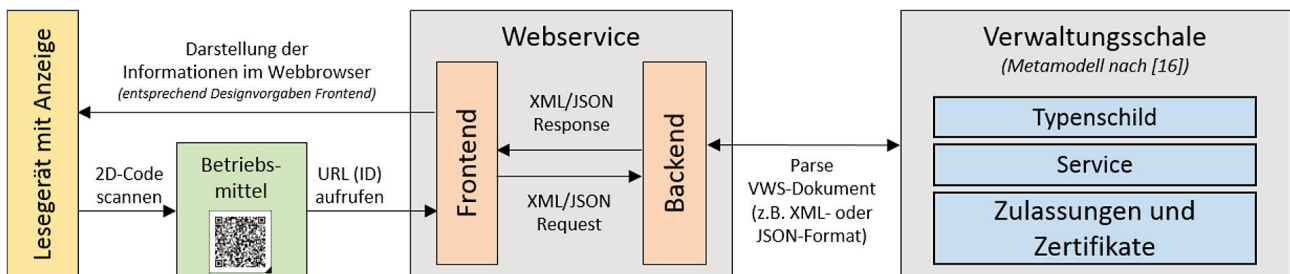 Lesegerät mit Anzeige
Darstellung der
Informationen im Webbrowser
(entsprechend Designvorgaben Frontend)
2D-Code
scannen
Betriebs-
mittel
URL (ID)
aufrufen
Webservice
Frontend
XML/JSON
Response
XML/JSON
Request
Backend
Parse
VWS-Dokument
(z.B. XML- oder
JSON-Format)
Verwaltungsschale
(Metamodell nach [16])
Typenschild
Service
Zulassungen und
Zertifikate